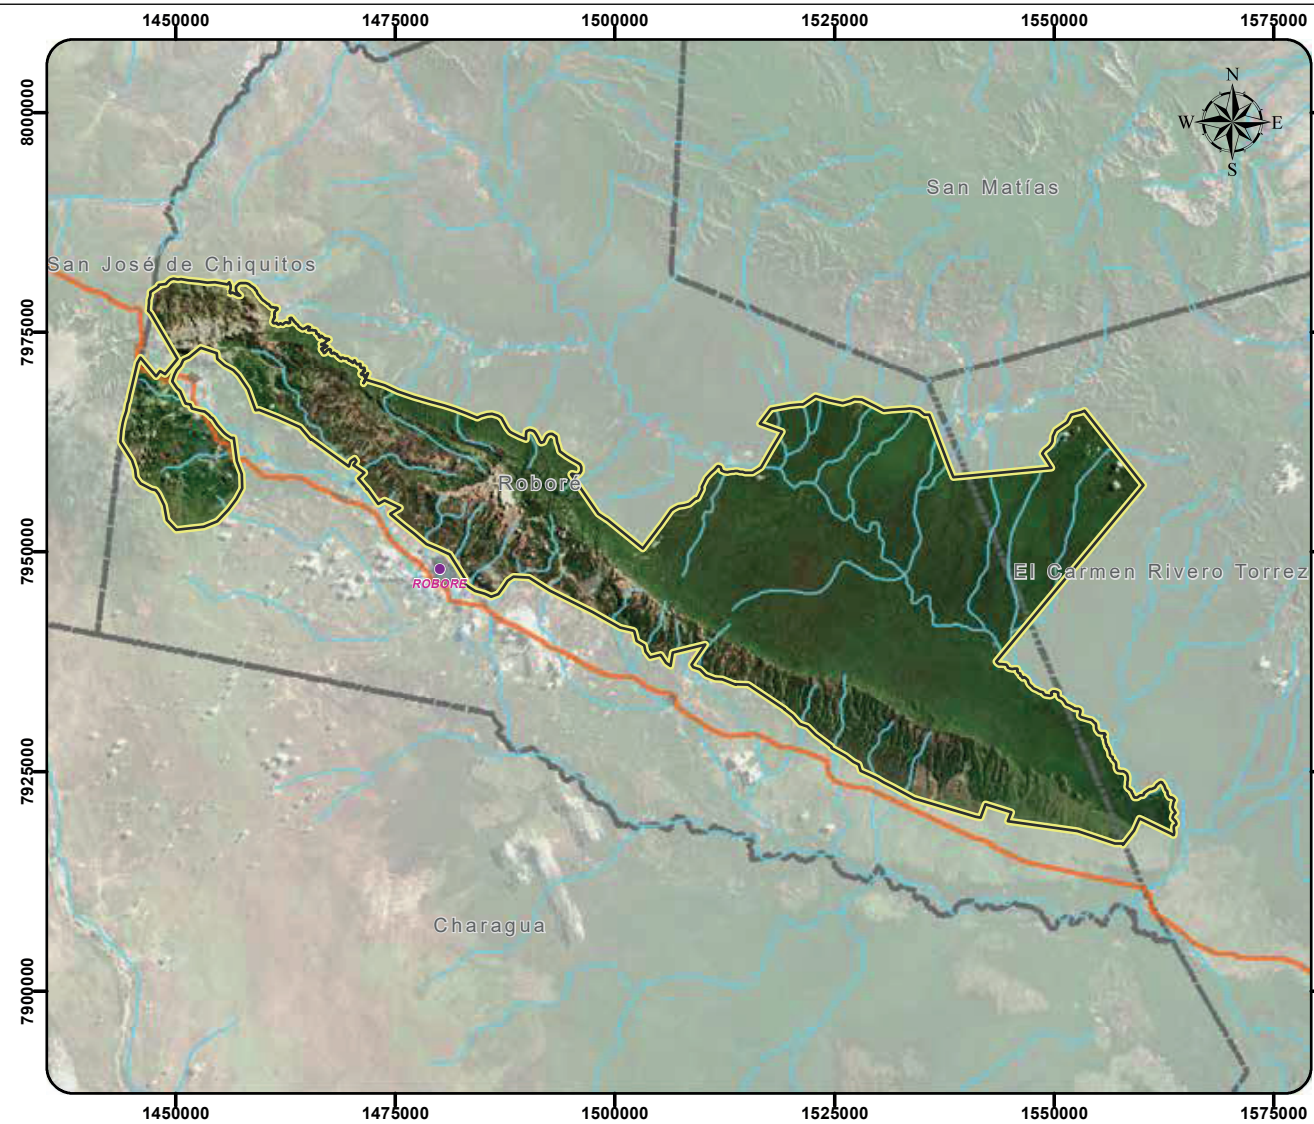 1450000 1475000 1500000 1525000 1550000 1575000
8000000
N
W E
S
San Matías
San José de Chiquitos
7975000
Roboré
7950000
ROBORE
El Carmen Rivero Torrez
7925000
Charagua
7900000
1450000 1475000 1500000 1525000 1550000 1575000